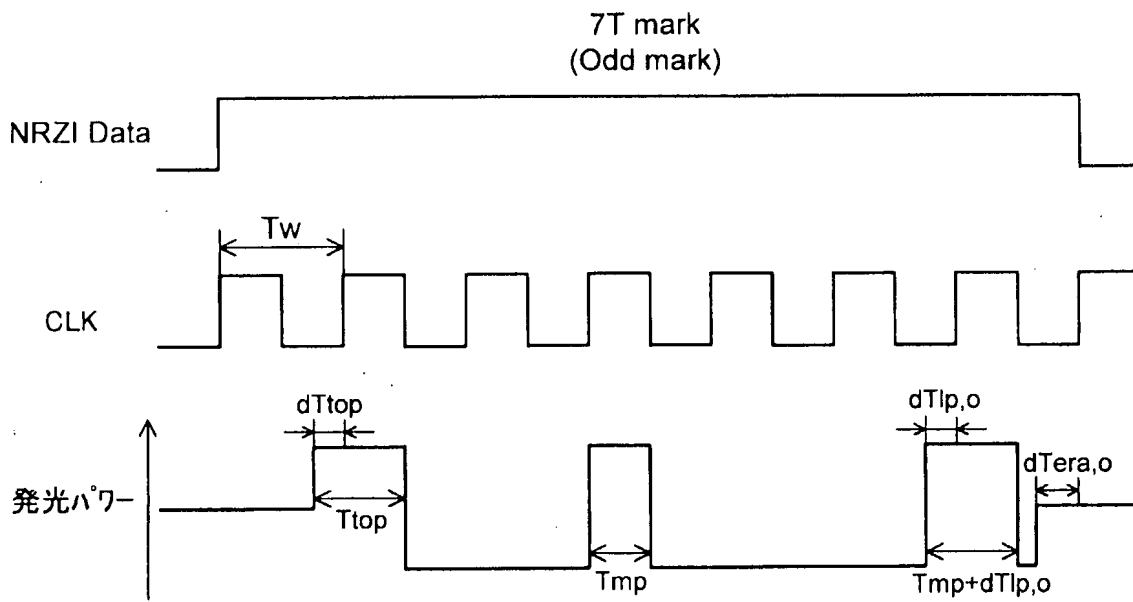 7T mark
(Odd mark)
NRZI Data
Tw
CLK
dTtop
dTlp,o
dTera,o
発光ﾊﾟﾜｰ
Ttop
Tmp
Tmp+dTlp,o